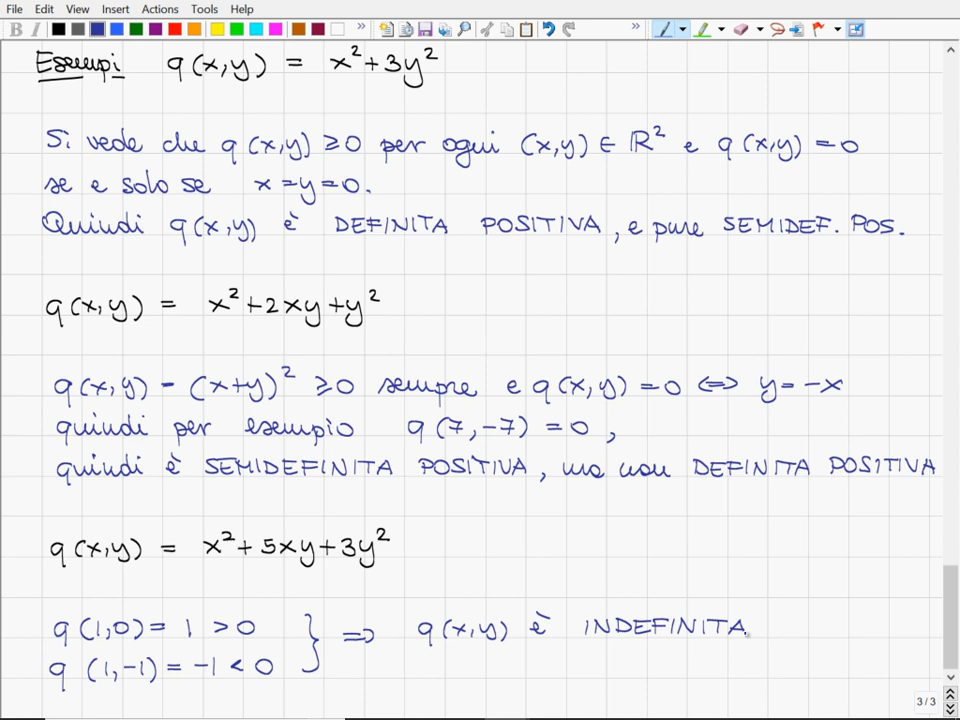 File Edit View Insert Actions Tools Help
B I » »
Esempi q(x,y) = x²+3y²
Si vede che q(x,y) ≥0 per ogni (x,y) ∈ ℝ² e q(x,y) = 0
se e solo se x=y=0.
Quindi q(x,y) è DEFINITA POSITIVA, e pure SEMIDEF. POS.
q(x,y) = x²+2xy+y²
q(x,y) - (x+y)² ≥0 sempre e q(x,y) = 0 ⇔ y=-x
quindi per esempio q(7,-7) = 0,
quindi è SEMIDEFINITA POSITIVA, ma non DEFINITA POSITIVA
q(x,y) = x²+5xy+3y²
q(1,0) = 1 > 0 } ⇒ q(x,y) è INDEFINITA.
q(1,-1) = -1 < 0
3 / 3